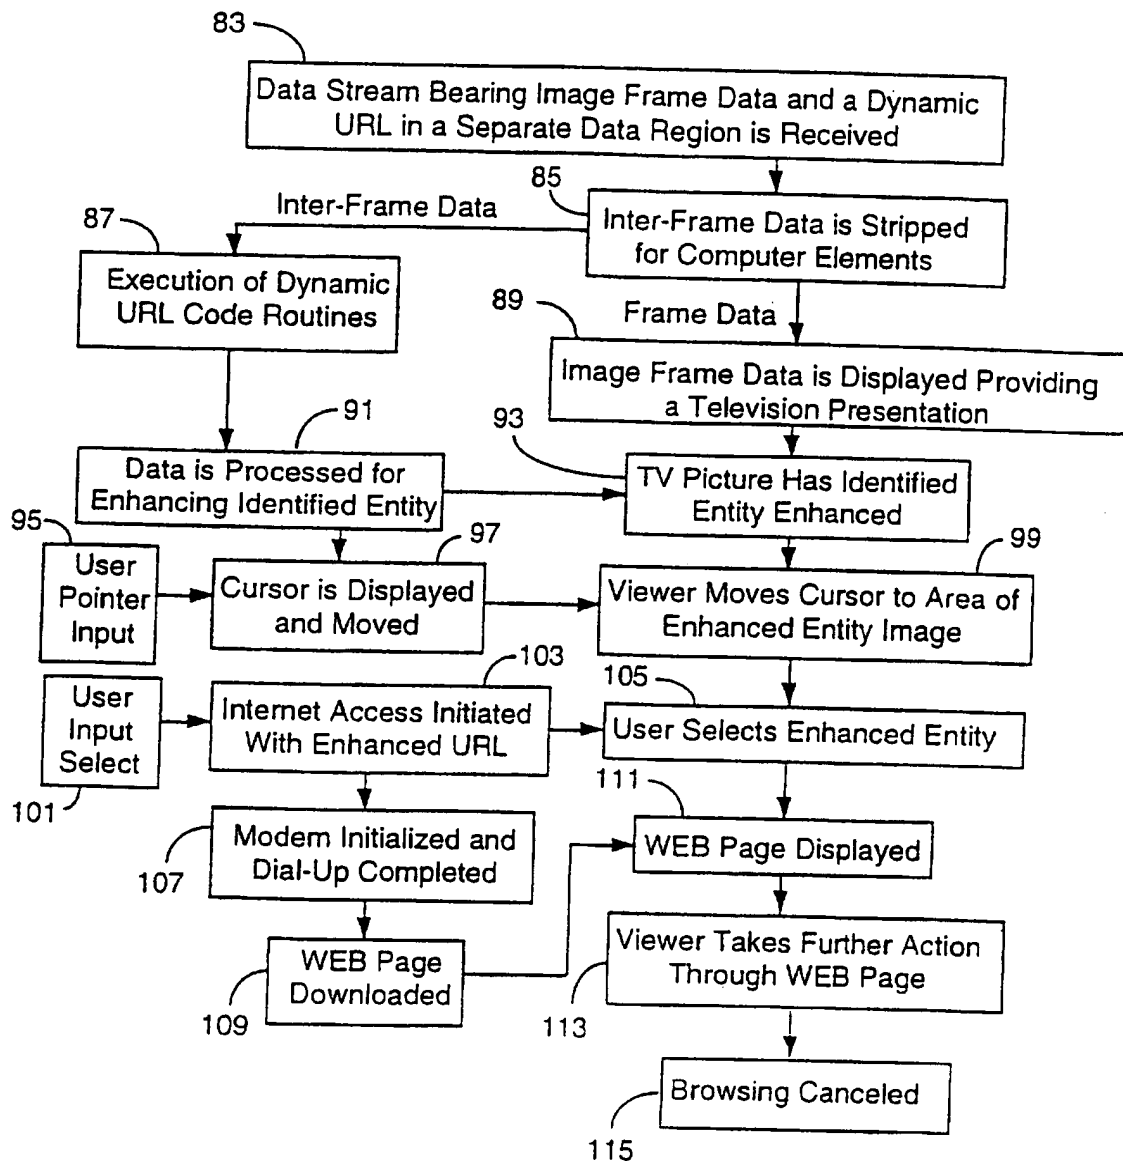 83
Data Stream Bearing Image Frame Data and a Dynamic
URL in a Separate Data Region is Received
85
Inter-Frame Data
87
Inter-Frame Data is Stripped
for Computer Elements
Execution of Dynamic
URL Code Routines
89
Frame Data
Image Frame Data is Displayed Providing
a Television Presentation
91
93
Data is Processed for
Enhancing Identified Entity
TV Picture Has Identified
Entity Enhanced
95
User
Pointer
Input
97
Cursor is Displayed
and Moved
99
Viewer Moves Cursor to Area of
Enhanced Entity Image
101
User
Input
Select
103
Internet Access Initiated
With Enhanced URL
105
User Selects Enhanced Entity
107
Modem Initialized and
Dial-Up Completed
111
WEB Page Displayed
109
WEB Page
Downloaded
113
Viewer Takes Further Action
Through WEB Page
Browsing Canceled
115